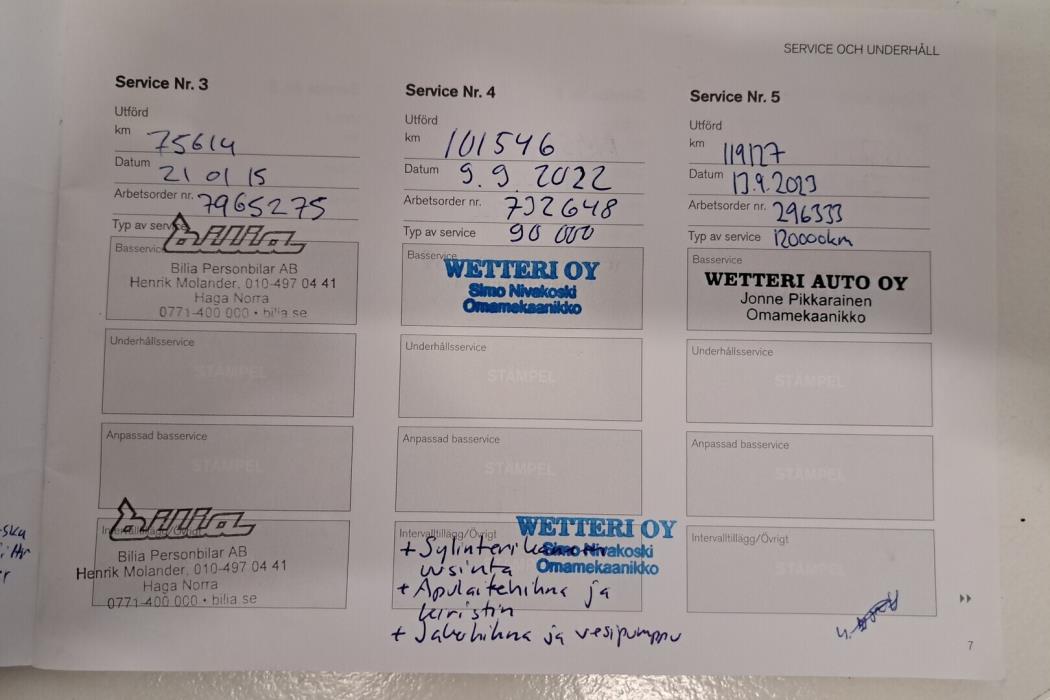 SERVICE OCH UNDERHÅLL
Service Nr. 3
Utförd
km 75614
Datum 21 01 15
Arbetsorder nr. 7965275
Typ av service
Basservice
bilia
Bilia Personbilar AB
Henrik Molander, 010-497 04 41
Haga Norra
0771-400 000 • bilia.se
Underhållsservice
STÄMPEL
Anpassad basservice
STÄMPEL
Intervalltillägg/Övrigt
bilia
Bilia Personbilar AB
Henrik Molander, 010-497 04 41
Haga Norra
0771-400 000 • bilia.se
Service Nr. 4
Utförd
km 101546
Datum 9.9.2022
Arbetsorder nr. 732648
Typ av service 90 000
Basservice
WETTERI OY
Simo Nivakoski
Omamekaanikko
Underhållsservice
STÄMPEL
Anpassad basservice
STÄMPEL
Intervalltillägg/Övrigt
WETTERI OY
Simo Nivakoski
Omamekaanikko
+ Sylinterikannen
uusinta
+ Apulaitehihna ja
kiristin
+ Jakohihna ja vesipumppu
Service Nr. 5
Utförd
km 119127
Datum 13.9.2023
Arbetsorder nr. 296333
Typ av service 120000km
Basservice
WETTERI AUTO OY
Jonne Pikkarainen
Omamekaanikko
Underhållsservice
STÄMPEL
Anpassad basservice
STÄMPEL
Intervalltillägg/Övrigt
7